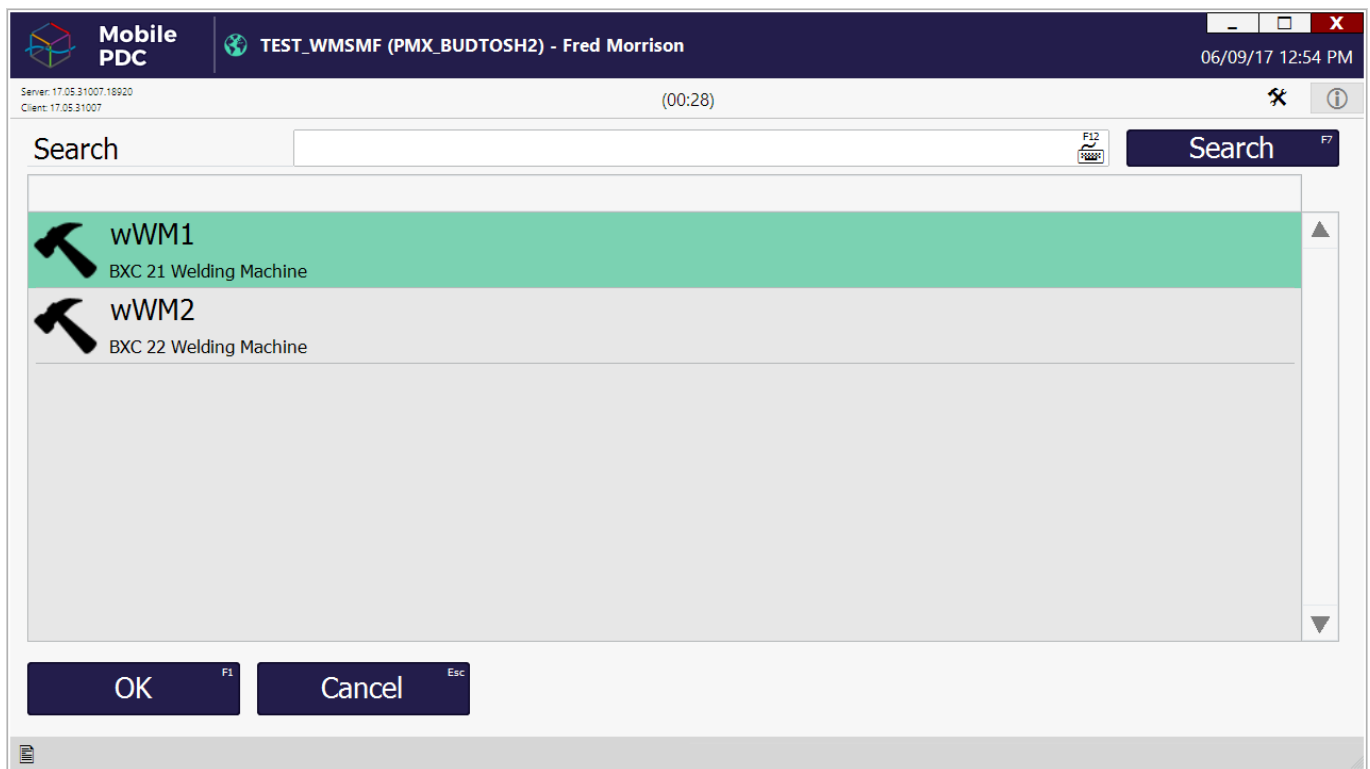 Mobile
PDC
TEST_WMSMF (PMX_BUDTOSH2) - Fred Morrison
X
06/09/17 12:54 PM
Server: 17.05.31007.18920
Client: 17.05.31007
(00:28)
Search
F12
Search F7
wWM1
BXC 21 Welding Machine
wWM2
BXC 22 Welding Machine
OK F1
Cancel Esc